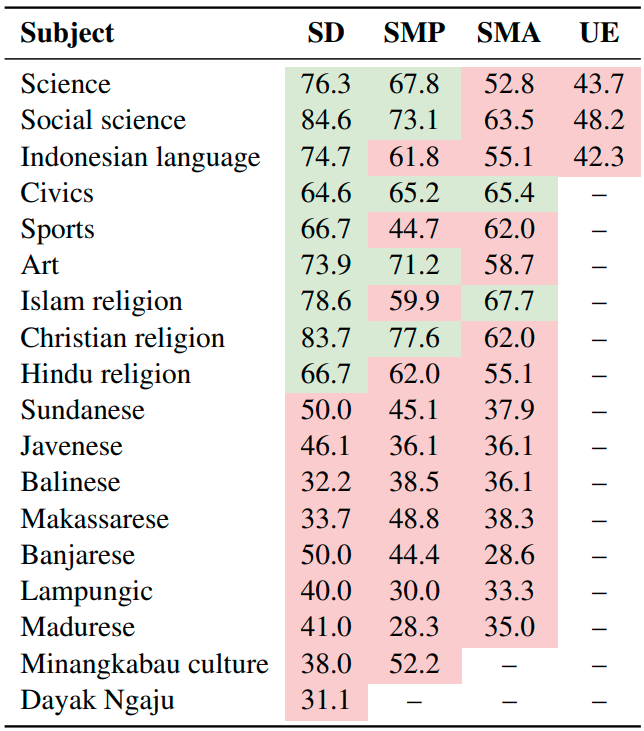 Subject SD SMP SMA UE
Science 76.3 67.8 52.8 43.7
Social science 84.6 73.1 63.5 48.2
Indonesian language 74.7 61.8 55.1 42.3
Civics 64.6 65.2 65.4 –
Sports 66.7 44.7 62.0 –
Art 73.9 71.2 58.7 –
Islam religion 78.6 59.9 67.7 –
Christian religion 83.7 77.6 62.0 –
Hindu religion 66.7 62.0 55.1 –
Sundanese 50.0 45.1 37.9 –
Javenese 46.1 36.1 36.1 –
Balinese 32.2 38.5 36.1 –
Makassarese 33.7 48.8 38.3 –
Banjarese 50.0 44.4 28.6 –
Lampungic 40.0 30.0 33.3 –
Madurese 41.0 28.3 35.0 –
Minangkabau culture 38.0 52.2 – –
Dayak Ngaju 31.1 – – –